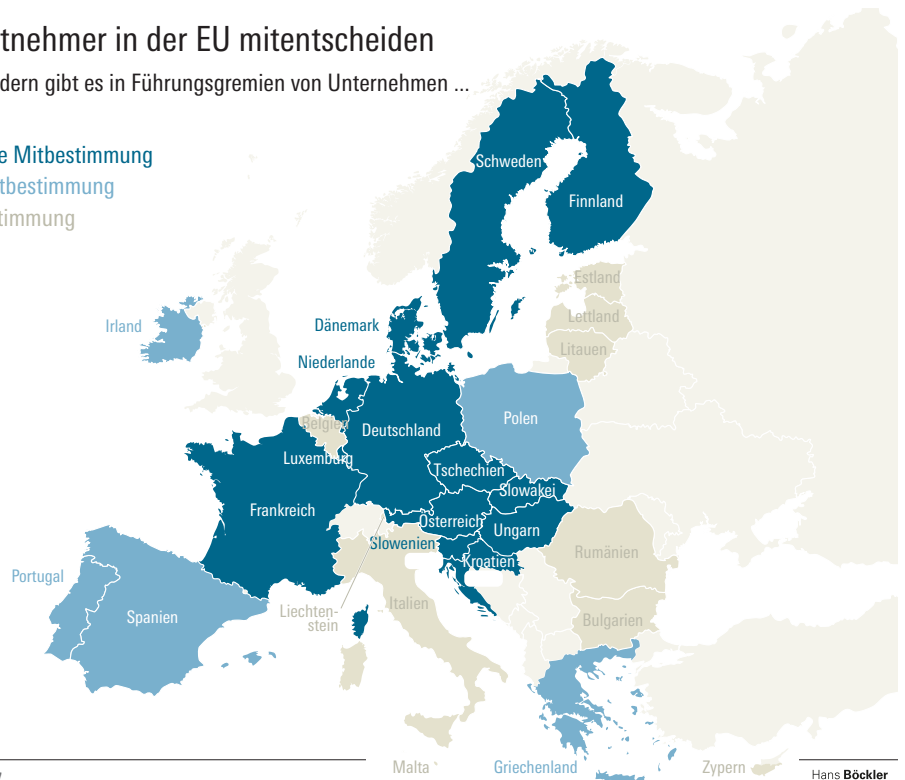 tnehmer in der EU mitentscheiden
dern gibt es in Führungsgremien von Unternehmen ...
e Mitbestimmung
tbestimmung
timmung
Schweden
Finnland
Estland
Lettland
Litauen
Irland
Dänemark
Niederlande
Belgien
Deutschland
Polen
Luxemburg
Tschechien
Slowakei
Frankreich
Österreich
Ungarn
Slowenien
Kroatien
Rumänien
Portugal
Spanien
Liechten-
stein
Italien
Bulgarien
Malta
Griechenland
Zypern
Hans Böckler